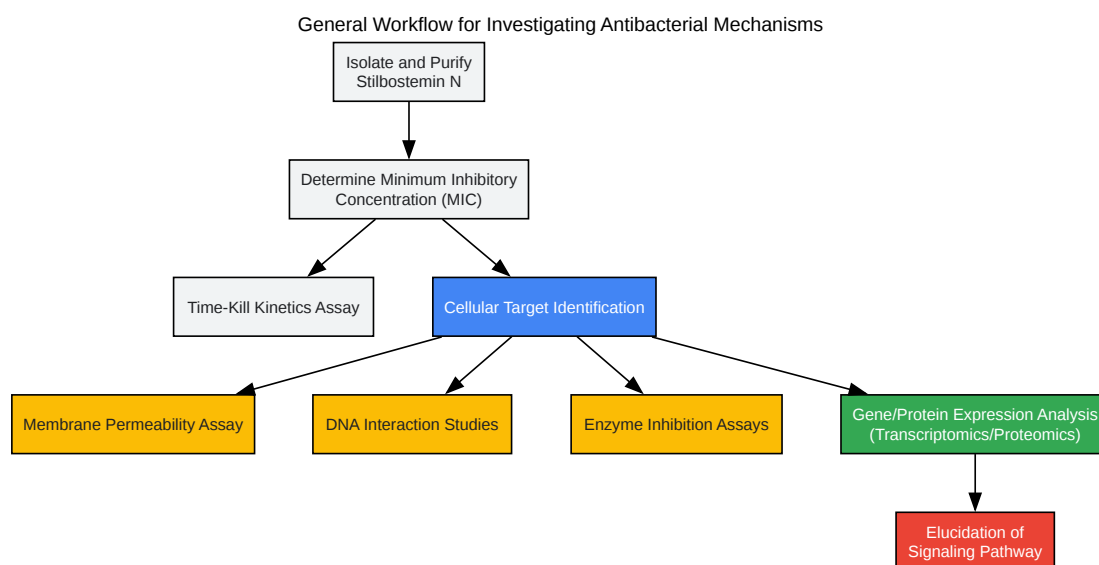 General Workflow for Investigating Antibacterial Mechanisms
Isolate and Purify
Stilbostemin N
Determine Minimum Inhibitory
Concentration (MIC)
Time-Kill Kinetics Assay
Cellular Target Identification
Membrane Permeability Assay
DNA Interaction Studies
Enzyme Inhibition Assays
Gene/Protein Expression Analysis
(Transcriptomics/Proteomics)
Elucidation of
Signaling Pathway